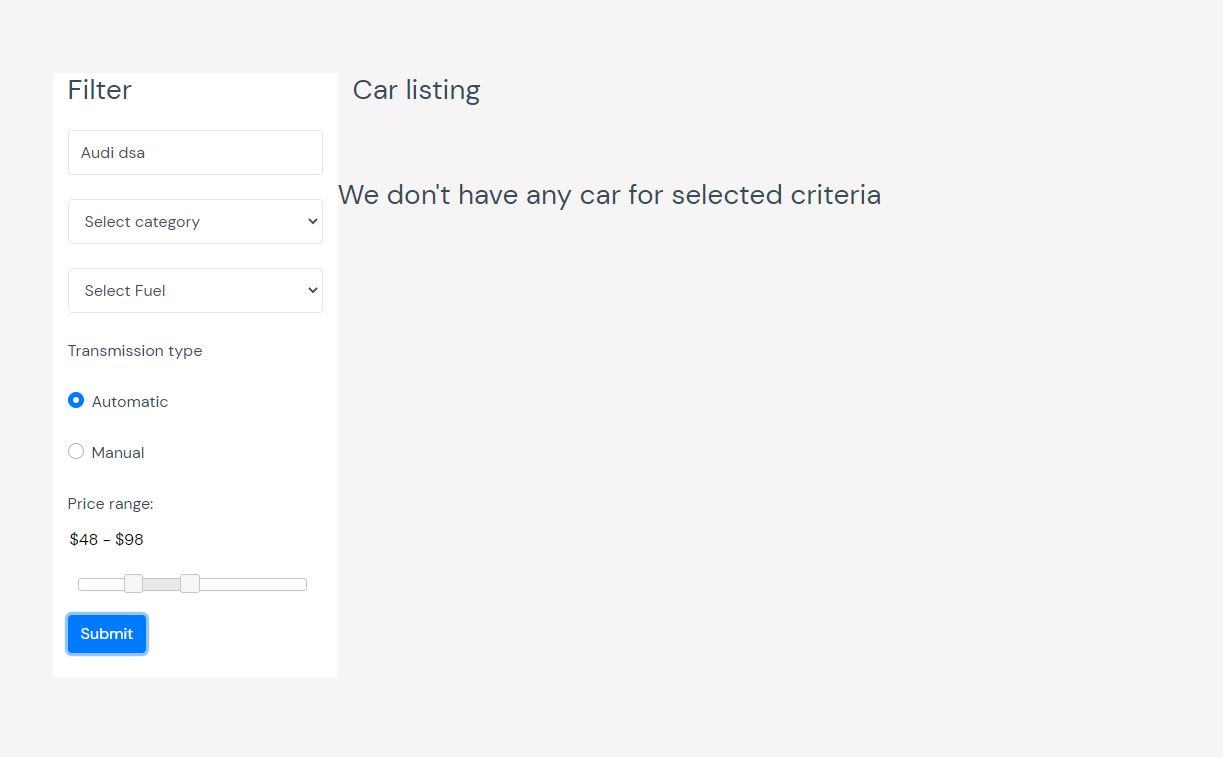 Filter
Audi dsa
Select category
Select Fuel
Transmission type
Automatic
Manual
Price range:
$48 - $98
Submit
Car listing
We don't have any car for selected criteria